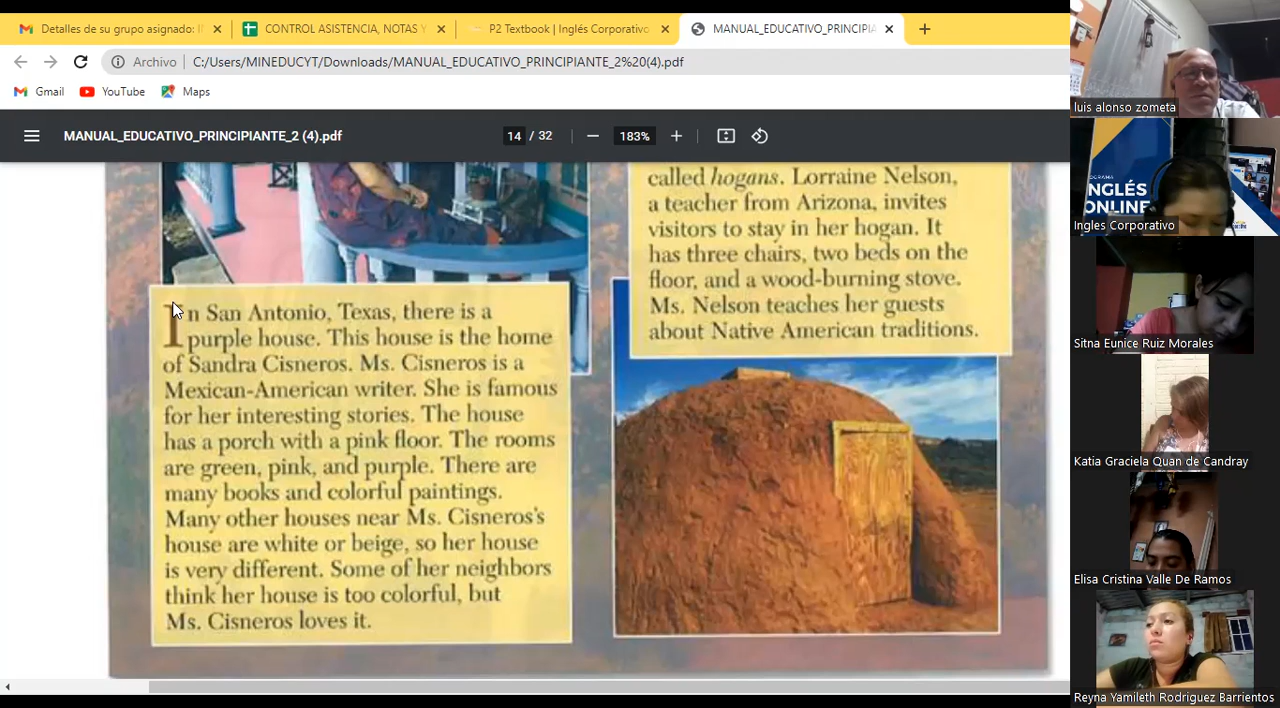 Detalles de su grupo asignado: I
CONTROL ASISTENCIA, NOTAS Y
P2 Textbook | Inglés Corporativo
MANUAL_EDUCATIVO_PRINCIPIA
Archivo
C:/Users/MINEDUCYT/Downloads/MANUAL_EDUCATIVO_PRINCIPIANTE_2%20(4).pdf
Gmail
YouTube
Maps
MANUAL_EDUCATIVO_PRINCIPIANTE_2 (4).pdf
14 / 32
183%
In San Antonio, Texas, there is a
purple house. This house is the home
of Sandra Cisneros. Ms. Cisneros is a
Mexican-American writer. She is famous
for her interesting stories. The house
has a porch with a pink floor. The rooms
are green, pink, and purple. There are
many books and colorful paintings.
Many other houses near Ms. Cisneros's
house are white or beige, so her house
is very different. Some of her neighbors
think her house is too colorful, but
Ms. Cisneros loves it.
called hogans. Lorraine Nelson,
a teacher from Arizona, invites
visitors to stay in her hogan. It
has three chairs, two beds on the
floor, and a wood-burning stove.
Ms. Nelson teaches her guests
about Native American traditions.
luis alonso zometa
INGLÉS
ONLINE
Ingles Corporativo
Sitna Eunice Ruiz Morales
Katia Graciela Quan de Candray
Elisa Cristina Valle De Ramos
Reyna Yamileth Rodriguez Barrientos